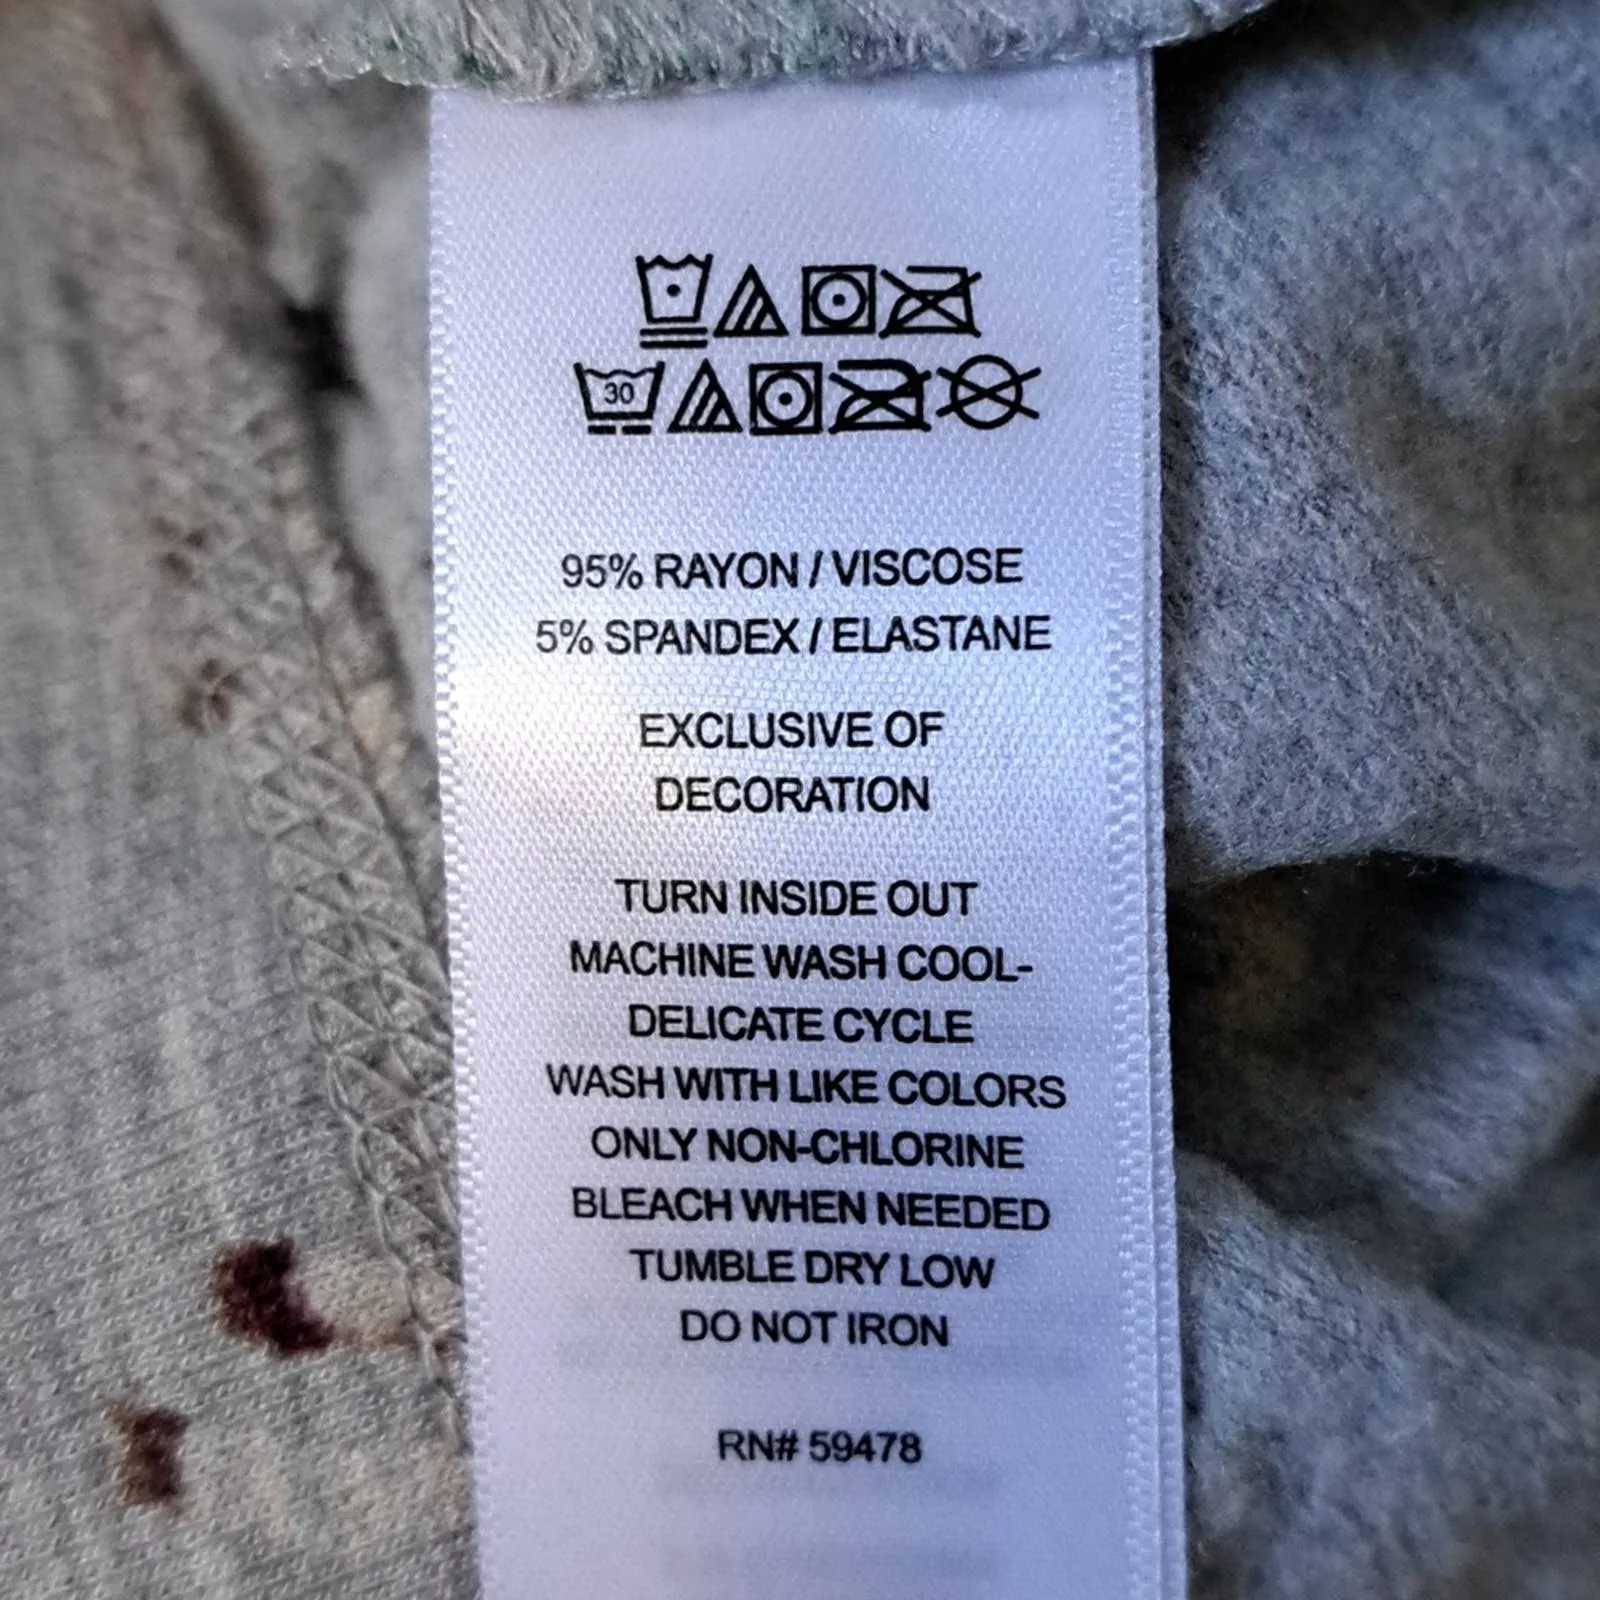 30
95% RAYON / VISCOSE
5% SPANDEX / ELASTANE
EXCLUSIVE OF
DECORATION
TURN INSIDE OUT
MACHINE WASH COOL-
DELICATE CYCLE
WASH WITH LIKE COLORS
ONLY NON-CHLORINE
BLEACH WHEN NEEDED
TUMBLE DRY LOW
DO NOT IRON
RN# 59478